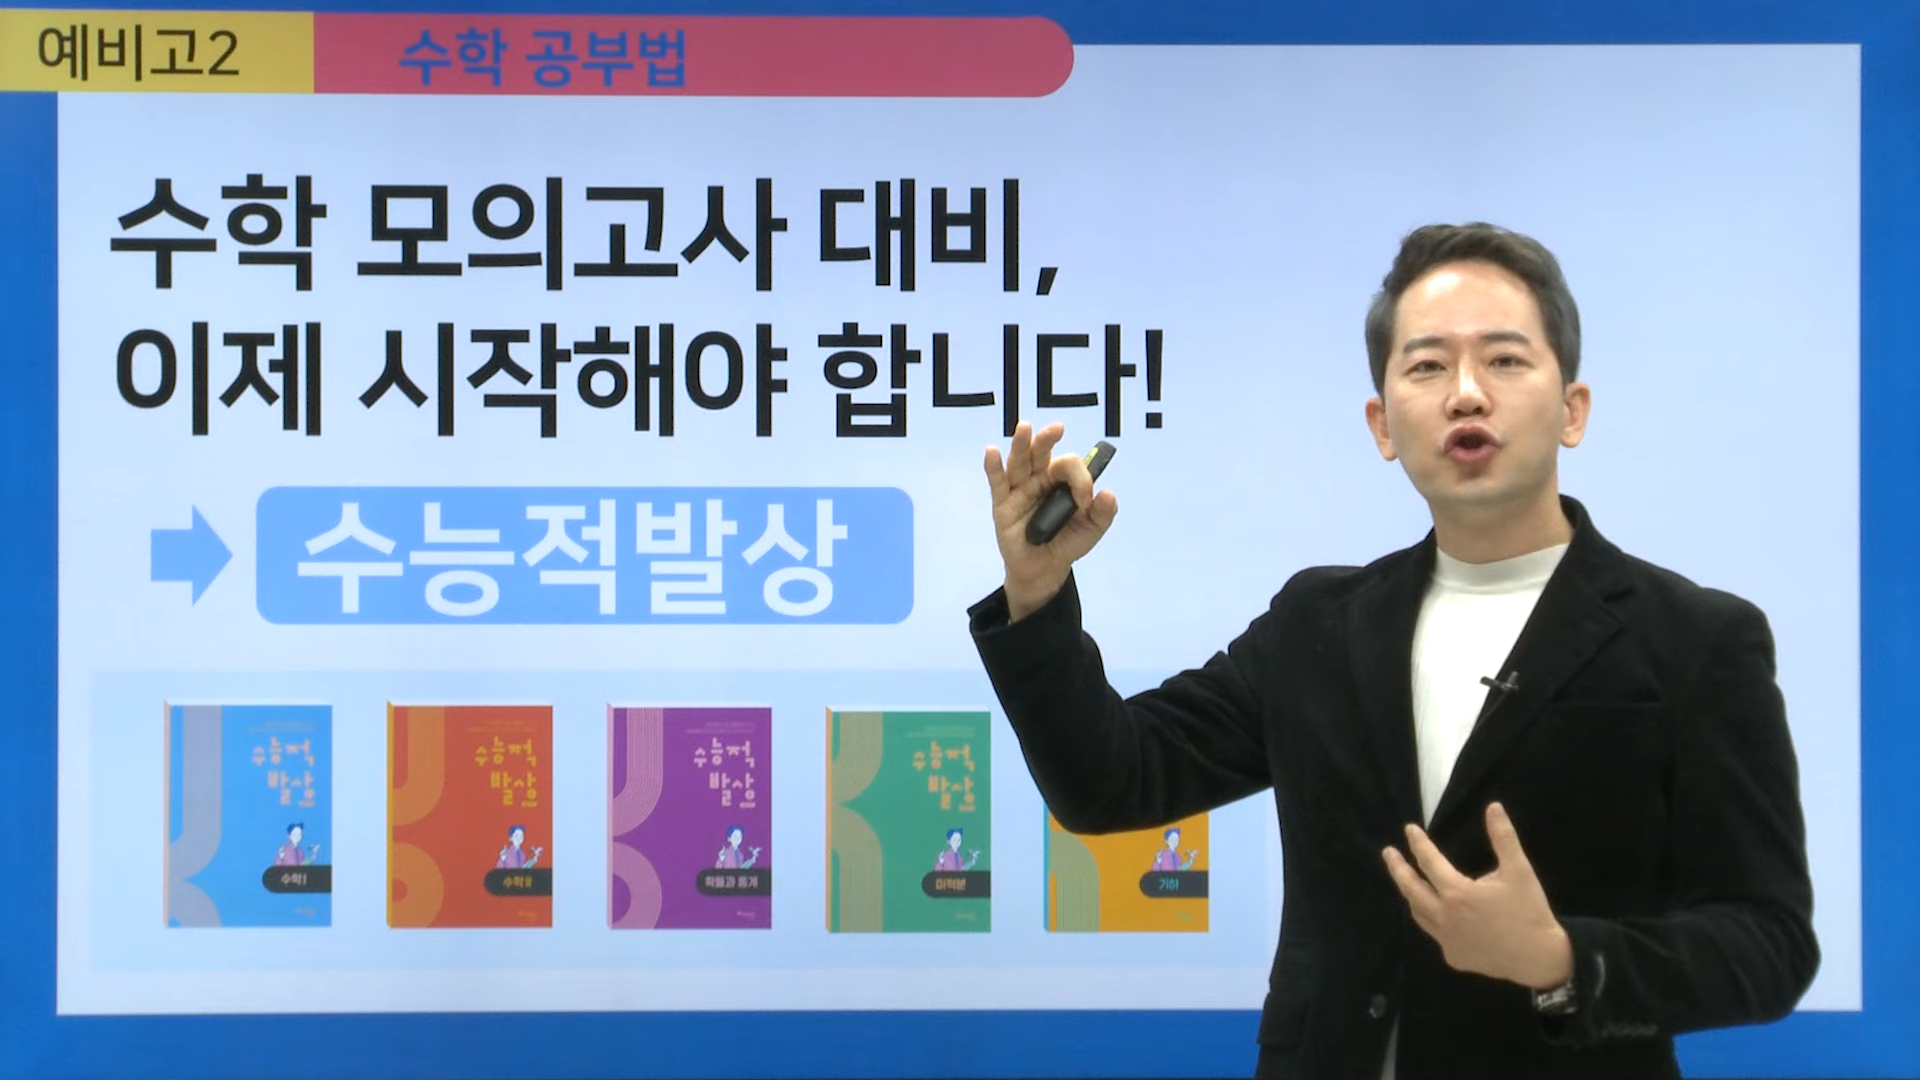 예비고2
수학 공부법
수학 모의고사 대비,
이제 시작해야 합니다!
수능적발상
수능적
발상
수학Ⅰ
수능적
발상
수학Ⅱ
수능적
발상
확률과 통계
수능적
발상
미적분
기하